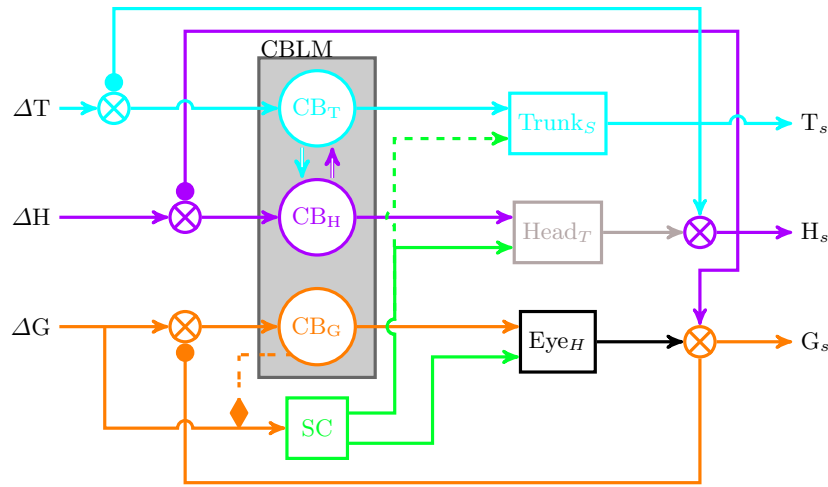 CBLM
ΔT
CB_T
Trunk_S
T_s
ΔH
CB_H
Head_T
H_s
ΔG
CB_G
Eye_H
G_s
SC